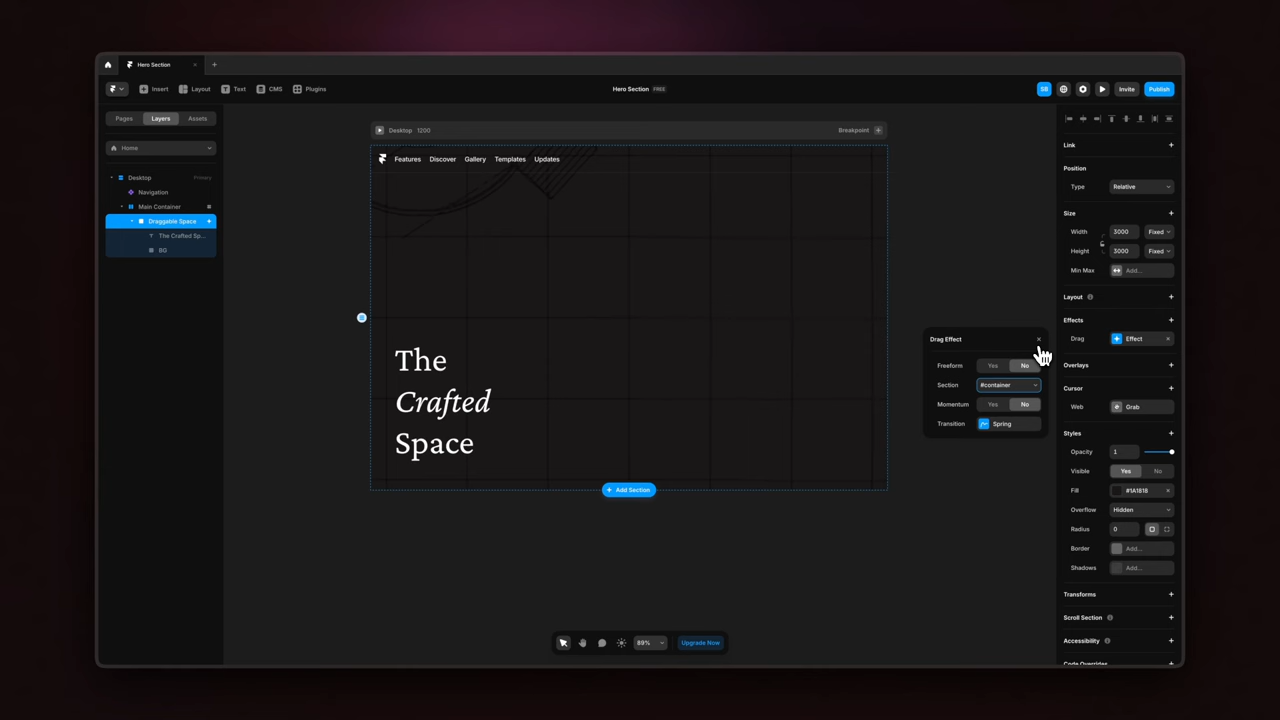 Hero Section
Insert
Layout
Text
CMS
Plugins
Hero Section FREE
SB
Invite
Publish
Pages
Layers
Assets
Home
Desktop
Primary
Navigation
Main Container
Draggable Space
The Crafted Sp...
BG
Desktop 1200
Breakpoint
Features
Discover
Gallery
Templates
Updates
The
Crafted
Space
Add Section
89%
Upgrade Now
Drag Effect
Freeform Yes No
Section #container
Momentum Yes No
Transition Spring
Link
Position
Type Relative
Size
Width 3000 Fixed
Height 3000 Fixed
Min Max Add...
Layout
Effects
Drag Effect
Overlays
Cursor
Web Grab
Styles
Opacity 1
Visible Yes No
Fill #1A1818
Overflow Hidden
Radius 0
Border Add...
Shadows Add...
Transforms
Scroll Section
Accessibility
Code Overrides